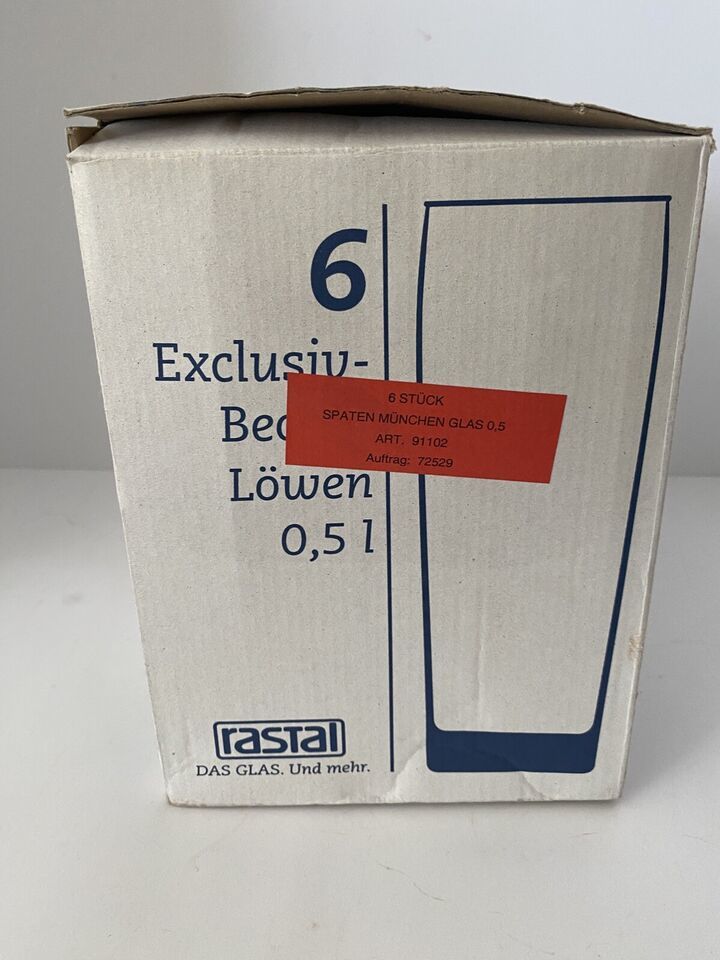 6
Exclusiv-
Löwen
0,5 l
6 STÜCK
SPATEN MÜNCHEN GLAS 0,5
ART. 91102
Auftrag: 72529
rastal
DAS GLAS. Und mehr.